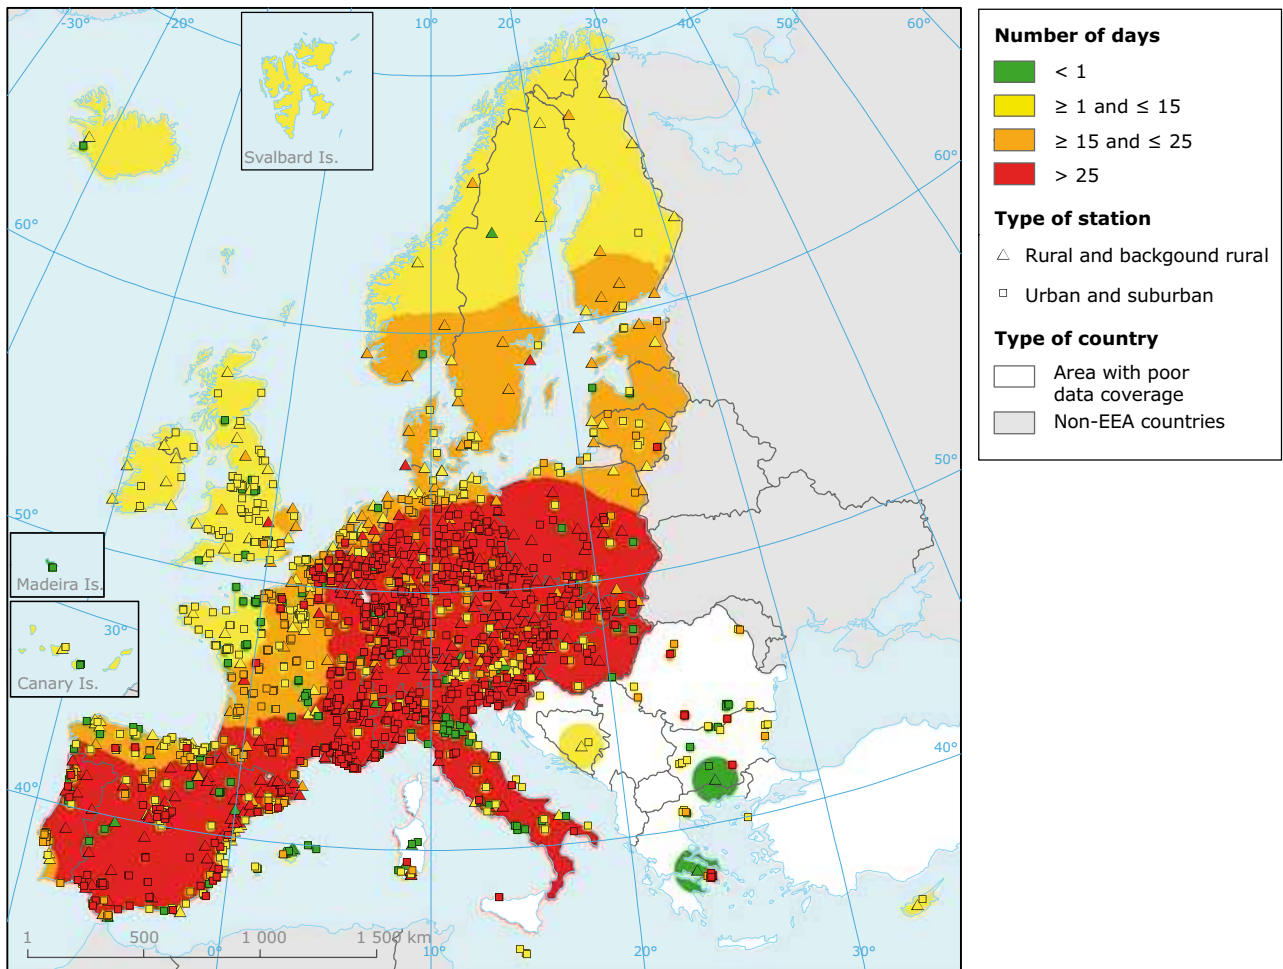 -30°
-20°
10°
20°
30°
40°
50°
60°
Svalbard Is.
60°
60°
50°
50°
Madeira Is.
30°
Canary Is.
40°
40°
1 500 1 000 1 500 km
0°
10°
20°
30°
Number of days
< 1
≥ 1 and ≤ 15
≥ 15 and ≤ 25
> 25
Type of station
Rural and backgound rural
Urban and suburban
Type of country
Area with poor
data coverage
Non-EEA countries